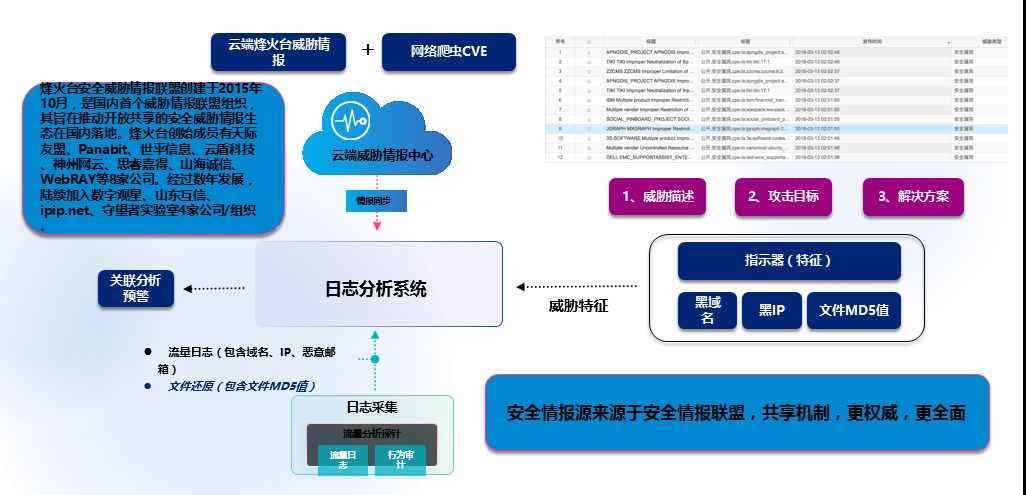 云端烽火台威胁情
报
+
网络爬虫CVE
烽火台安全威胁情报联盟创建于2015年
10月，是国内首个威胁情报联盟组织，
其旨在推动开放共享的安全威胁情报生
态在国内落地。烽火台创始成员有天际
友盟、Panabit、世平信息、云盾科技
、神州网云、思睿嘉得、山海诚信、
WebRAY等8家公司。经过数年发展，
陆续加入数字观星、山东互信、
ipip.net、守望者实验室4家公司/组织
。
云端威胁情报中心
情报同步
序号 标题 标签 发布时间 威胁类型
1 APNGDIS_PROJECT APNGDIS Impro... 公开,安全漏洞,cpe:/a:apngdis_project:a... 2018-03-13 02:02:46 安全漏洞
2 TIKI TIKI Improper Neutralization of Sp... 公开,安全漏洞,cpe:/a:tiki:tiki:17.1 2018-03-13 02:02:46 安全漏洞
3 ZZCMS ZZCMS Improper Limitation of ... 公开,安全漏洞,cpe:/a:zzcms:zzcms:8.2. 2018-03-13 02:02:37 安全漏洞
4 APNGDIS_PROJECT APNGDIS Impro... 公开,安全漏洞,cpe:/a:apngdis_project:a... 2018-03-13 02:02:37 安全漏洞
5 TIKI TIKI Improper Neutralization of Inp... 公开,安全漏洞,cpe:/a:tiki:tiki:17.1 2018-03-13 02:02:37 安全漏洞
6 IBM Multiple product Improper Restricti... 公开,安全漏洞,cpe:/a:ibm:financial_tran... 2018-03-13 02:01:55 安全漏洞
7 Multiple vender Improper Restriction of... 公开,安全漏洞,cpe:/a:wavpack:wavpack... 2018-03-13 02:01:55 安全漏洞
8 SOCIAL_PINBOARD_PROJECT SOCI... 公开,安全漏洞,cpe:/a:social_pinboard_p... 2018-03-13 02:01:55 安全漏洞
9 JGRAPH MXGRAPH Improper Restricti... 公开,安全漏洞,cpe:/a:jgraph:mxgraph:3... 2018-03-13 02:01:55 安全漏洞
10 3S-SOFTWARE Multiple product Impro... 公开,安全漏洞,cpe:/a:3s-software:codes... 2018-03-13 02:01:46 安全漏洞
11 Multiple vender Uncontrolled Resource ... 公开,安全漏洞,cpe:/o:canonical:ubuntu_... 2018-03-13 02:01:46 安全漏洞
12 DELL EMC_SUPPORTASSIST_ENTE... 公开,安全漏洞,cpe:/a:dell:emc_supporta... 2018-03-13 02:01:36 安全漏洞
1、威胁描述
2、攻击目标
3、解决方案
关联分析
预警
日志分析系统
威胁特征
指示器（特征）
黑域
名
黑IP
文件MD5值
● 流量日志（包含域名、IP、恶意邮
箱）
● 文件还原（包含文件MD5值）
日志采集
流量分析探针
流量日
志
行为审
计
安全情报源来源于安全情报联盟，共享机制，更权威，更全面